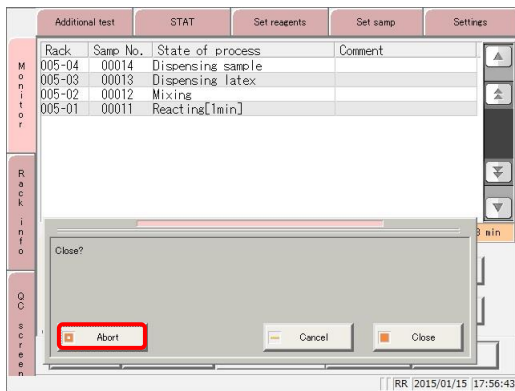 Additional test STAT Set reagents Set samp Settings
Monitor
Rack info
QC screen
Rack Samp No. State of process Comment
005-04 00014 Dispensing sample
005-03 00013 Dispensing latex
005-02 00012 Mixing
005-01 00011 Reacting[1min]
min
Close?
Abort Cancel Close
RR 2015/01/15 17:56:43